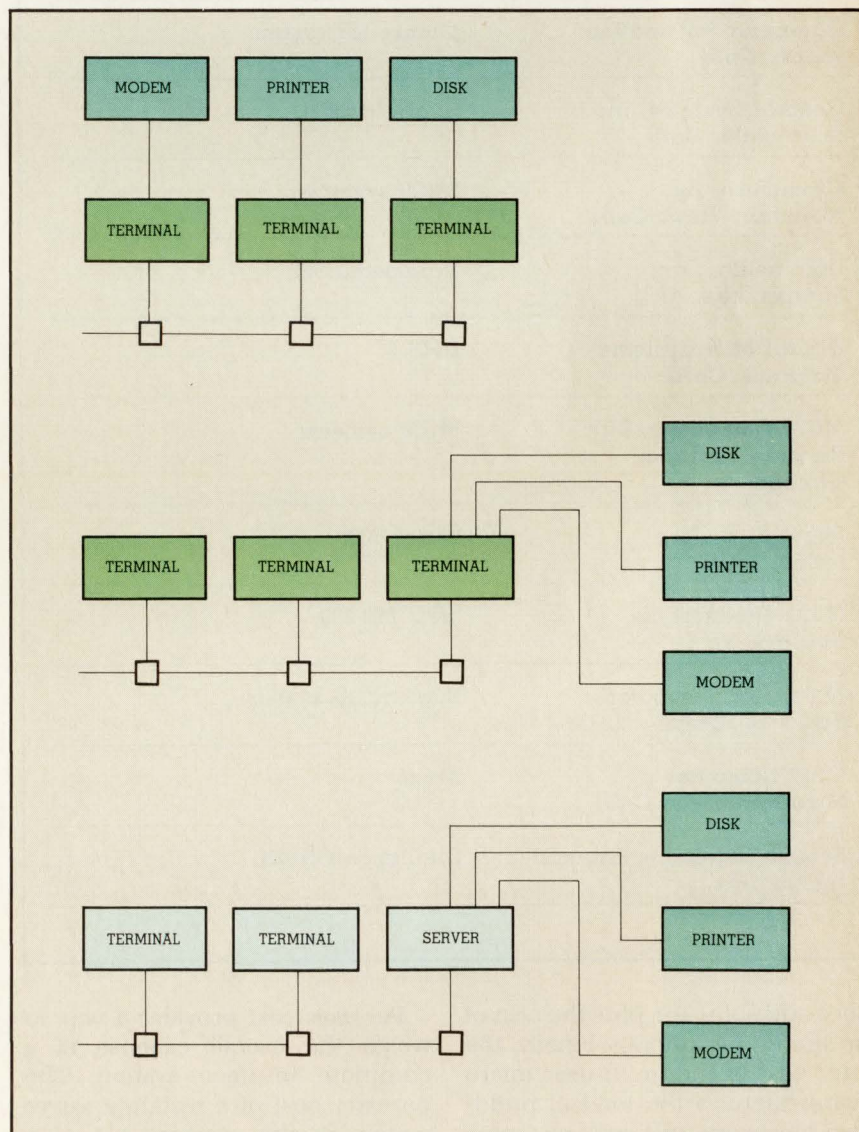 MODEM PRINTER DISK
TERMINAL TERMINAL TERMINAL
DISK
TERMINAL TERMINAL TERMINAL PRINTER
MODEM
DISK
TERMINAL TERMINAL SERVER PRINTER
MODEM